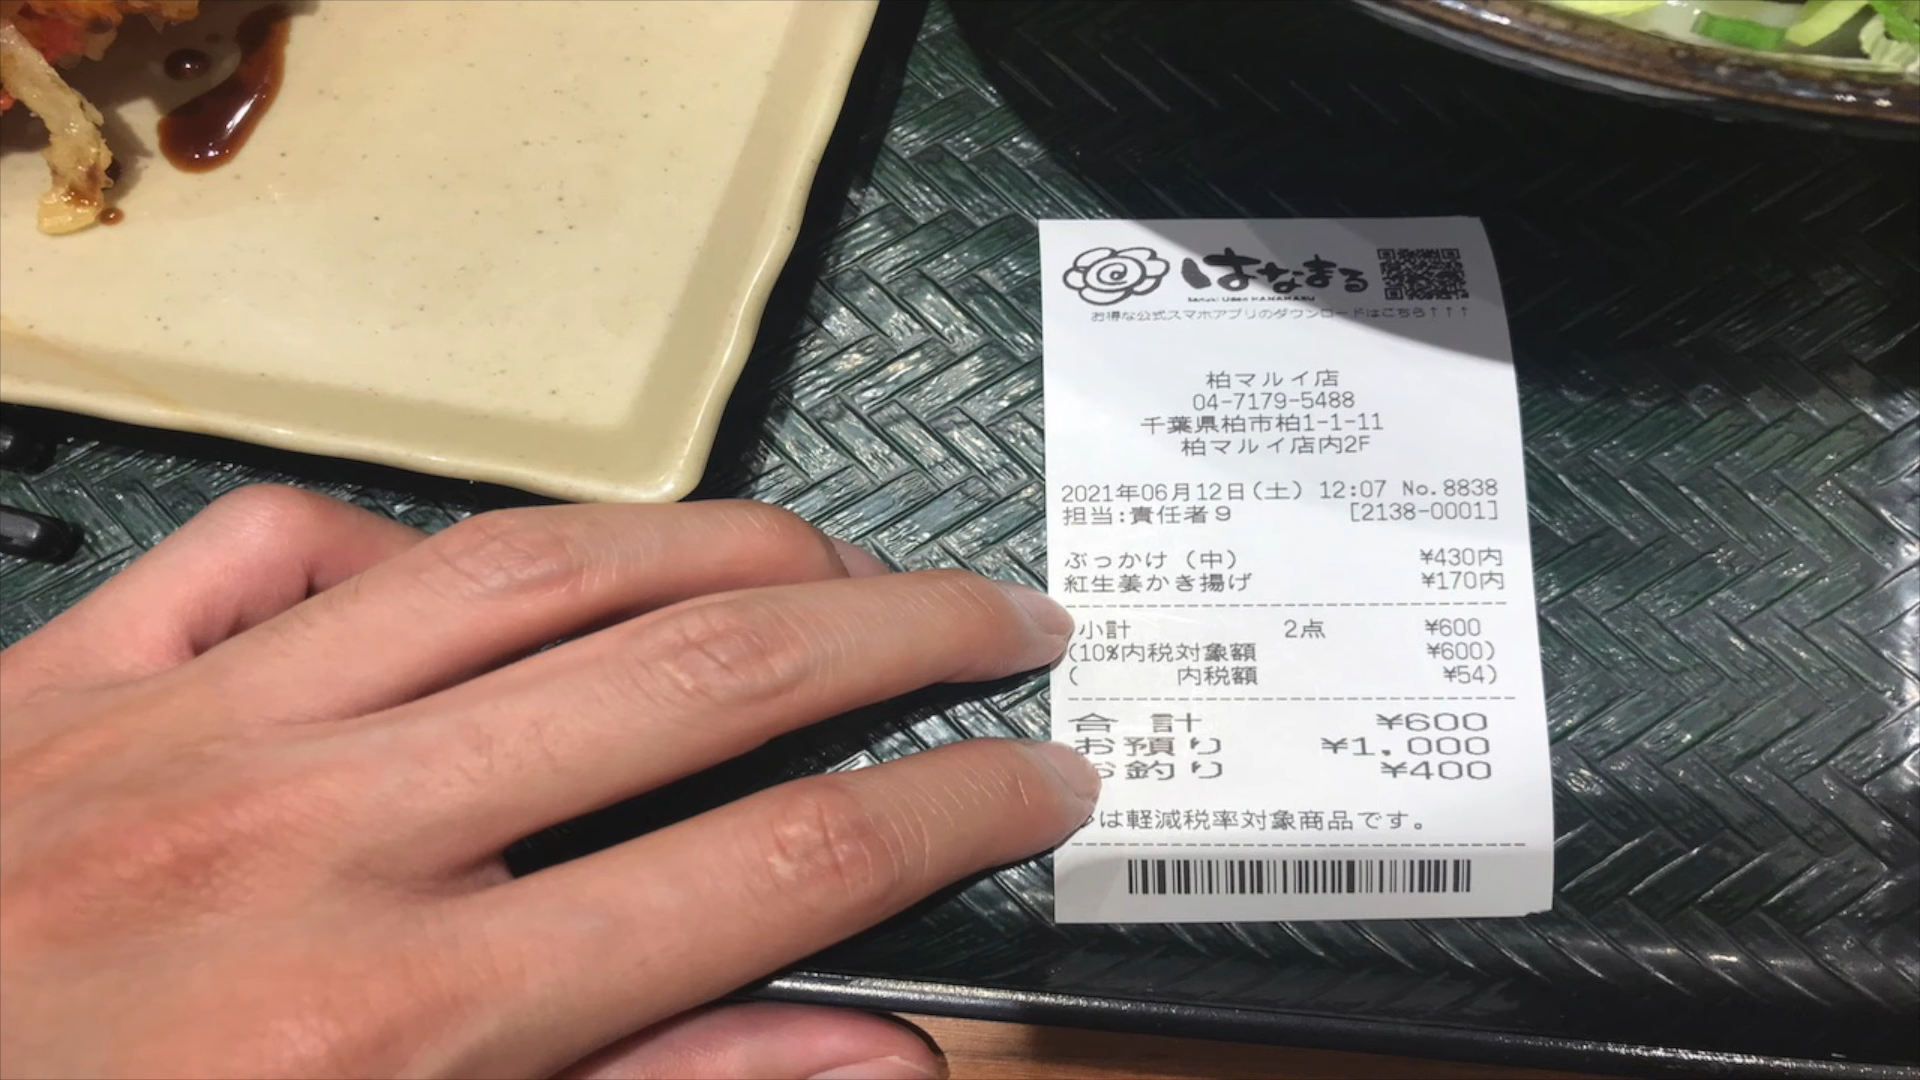 はなまる
Sanuki Udon HANAMARU
お得な公式スマホアプリのダウンロードはこちら↑↑↑
柏マルイ店
04-7179-5488
千葉県柏市柏1-1-11
柏マルイ店内2F
2021年06月12日(土) 12:07 No.8838
担当:責任者9 [2138-0001]
ぶっかけ（中） ¥430内
紅生姜かき揚げ ¥170内
小計 2点 ¥600
(10%内税対象額 ¥600)
( 内税額 ¥54)
合 計 ¥600
お預り ¥1,000
お釣り ¥400
は軽減税率対象商品です。